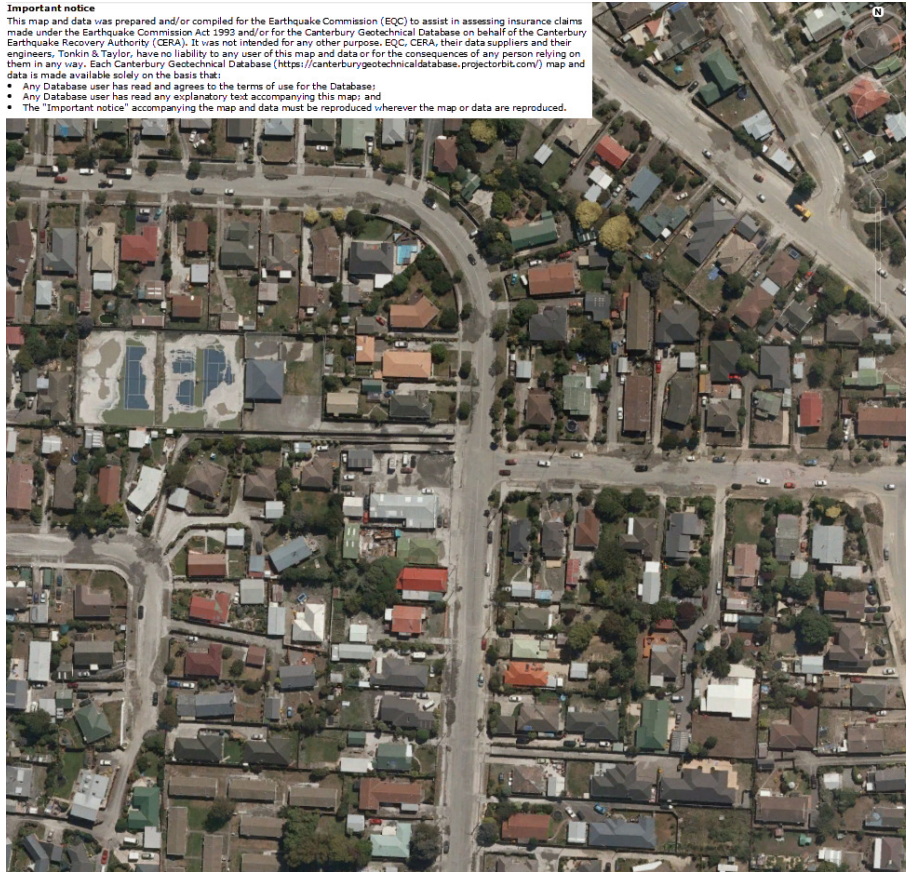 Important notice
This map and data was prepared and/or compiled for the Earthquake Commission (EQC) to assist in assessing insurance claims
made under the Earthquake Commission Act 1993 and/or for the Canterbury Geotechnical Database on behalf of the Canterbury
Earthquake Recovery Authority (CERA). It was not intended for any other purpose. EQC, CERA, their data suppliers and their
engineers, Tonkin & Taylor, have no liability to any user of this map and data or for the consequences of any person relying on
them in any way. Each Canterbury Geotechnical Database (https://canterburygeotechnicaldatabase.projectorbit.com/) map and
data is made available solely on the basis that:
• Any Database user has read and agrees to the terms of use for the Database;
• Any Database user has read any explanatory text accompanying this map; and
• The "Important notice" accompanying the map and data must be reproduced wherever the map or data are reproduced.
N